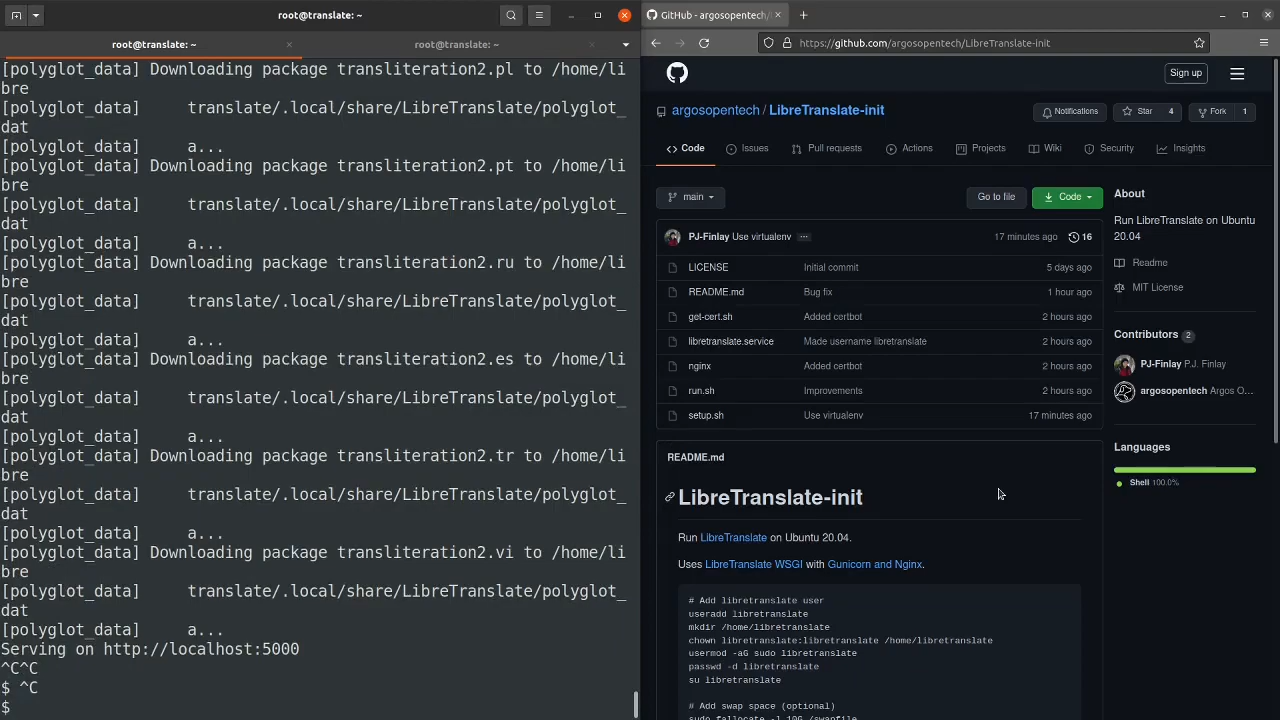 root@translate: ~
root@translate: ~
root@translate: ~
[polyglot_data] Downloading package transliteration2.pl to /home/li
bre
[polyglot_data]     translate/.local/share/LibreTranslate/polyglot_
dat
[polyglot_data]     a...
[polyglot_data] Downloading package transliteration2.pt to /home/li
bre
[polyglot_data]     translate/.local/share/LibreTranslate/polyglot_
dat
[polyglot_data]     a...
[polyglot_data] Downloading package transliteration2.ru to /home/li
bre
[polyglot_data]     translate/.local/share/LibreTranslate/polyglot_
dat
[polyglot_data]     a...
[polyglot_data] Downloading package transliteration2.es to /home/li
bre
[polyglot_data]     translate/.local/share/LibreTranslate/polyglot_
dat
[polyglot_data]     a...
[polyglot_data] Downloading package transliteration2.tr to /home/li
bre
[polyglot_data]     translate/.local/share/LibreTranslate/polyglot_
dat
[polyglot_data]     a...
[polyglot_data] Downloading package transliteration2.vi to /home/li
bre
[polyglot_data]     translate/.local/share/LibreTranslate/polyglot_
dat
[polyglot_data]     a...
Serving on http://localhost:5000
^C^C
$ ^C
$
GitHub - argosopentech/
https://github.com/argosopentech/LibreTranslate-init
Sign up
argosopentech / LibreTranslate-init
Notifications Star 4 Fork 1
Code Issues Pull requests Actions Projects Wiki Security Insights
main Go to file Code
PJ-Finlay Use virtualenv ··· 17 minutes ago 16
LICENSE Initial commit 5 days ago
README.md Bug fix 1 hour ago
get-cert.sh Added certbot 2 hours ago
libretranslate.service Made username libretranslate 2 hours ago
nginx Added certbot 2 hours ago
run.sh Improvements 2 hours ago
setup.sh Use virtualenv 17 minutes ago
README.md
LibreTranslate-init
Run LibreTranslate on Ubuntu 20.04.
Uses LibreTranslate WSGI with Gunicorn and Nginx.
# Add libretranslate user
useradd libretranslate
mkdir /home/libretranslate
chown libretranslate:libretranslate /home/libretranslate
usermod -aG sudo libretranslate
passwd -d libretranslate
su libretranslate
# Add swap space (optional)
sudo fallocate -l 10G /swapfile
About
Run LibreTranslate on Ubuntu
20.04
Readme
MIT License
Contributors 2
PJ-Finlay P.J. Finlay
argosopentech Argos O...
Languages
Shell 100.0%